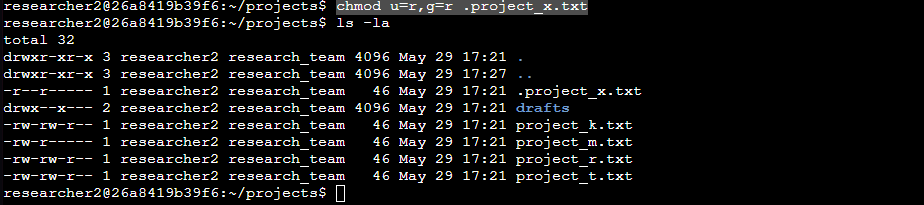 researcher2@26a8419b39f6:~/projects$ chmod u=r,g=r .project_x.txt
researcher2@26a8419b39f6:~/projects$ ls -la
total 32
drwxr-xr-x 3 researcher2 research_team 4096 May 29 17:21 .
drwxr-xr-x 3 researcher2 research_team 4096 May 29 17:27 ..
-r--r----- 1 researcher2 research_team   46 May 29 17:21 .project_x.txt
drwx--x--- 2 researcher2 research_team 4096 May 29 17:21 drafts
-rw-rw-r-- 1 researcher2 research_team   46 May 29 17:21 project_k.txt
-rw-r----- 1 researcher2 research_team   46 May 29 17:21 project_m.txt
-rw-rw-r-- 1 researcher2 research_team   46 May 29 17:21 project_r.txt
-rw-rw-r-- 1 researcher2 research_team   46 May 29 17:21 project_t.txt
researcher2@26a8419b39f6:~/projects$